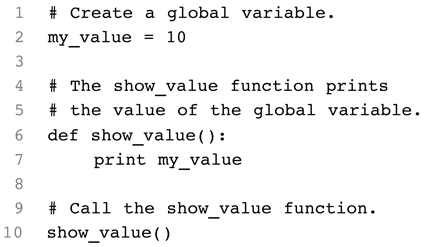 1 # Create a global variable.
2 my_value = 10
3
4 # The show_value function prints
5 # the value of the global variable.
6 def show_value():
7     print my_value
8
9 # Call the show_value function.
10 show_value()